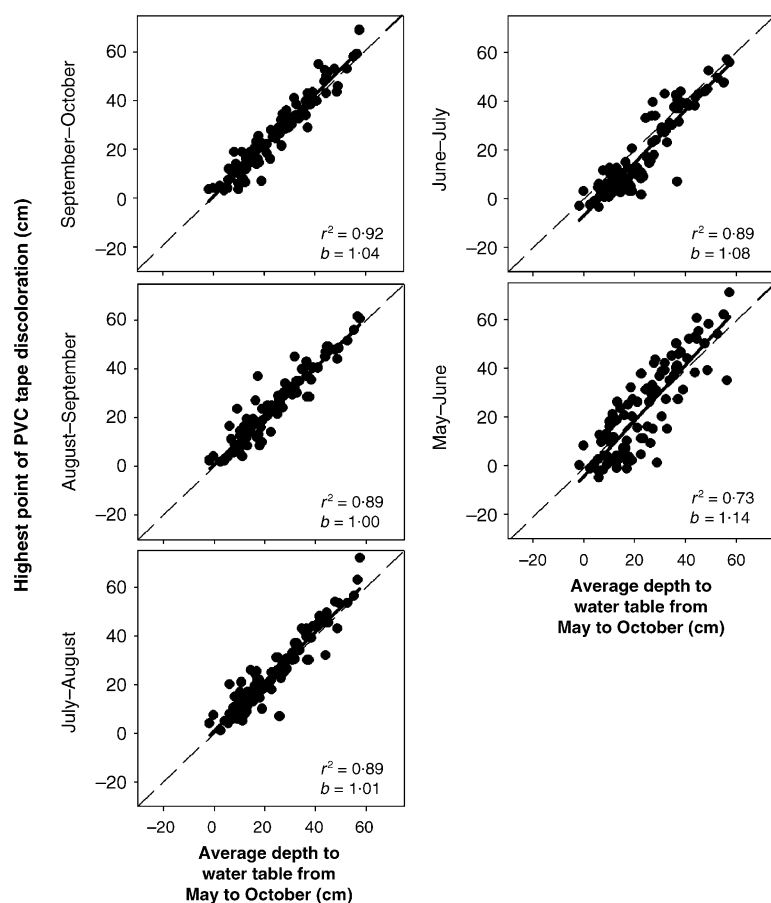 Highest point of PVC tape discoloration (cm)
September–October
60
40
20
0
–20
r² = 0·92
b = 1·04
June–July
60
40
20
0
–20
r² = 0·89
b = 1·08
August–September
60
40
20
0
–20
r² = 0·89
b = 1·00
May–June
60
40
20
0
–20
r² = 0·73
b = 1·14
–20 0 20 40 60
Average depth to
water table from
May to October (cm)
July–August
60
40
20
0
–20
r² = 0·89
b = 1·01
–20 0 20 40 60
Average depth to
water table from
May to October (cm)